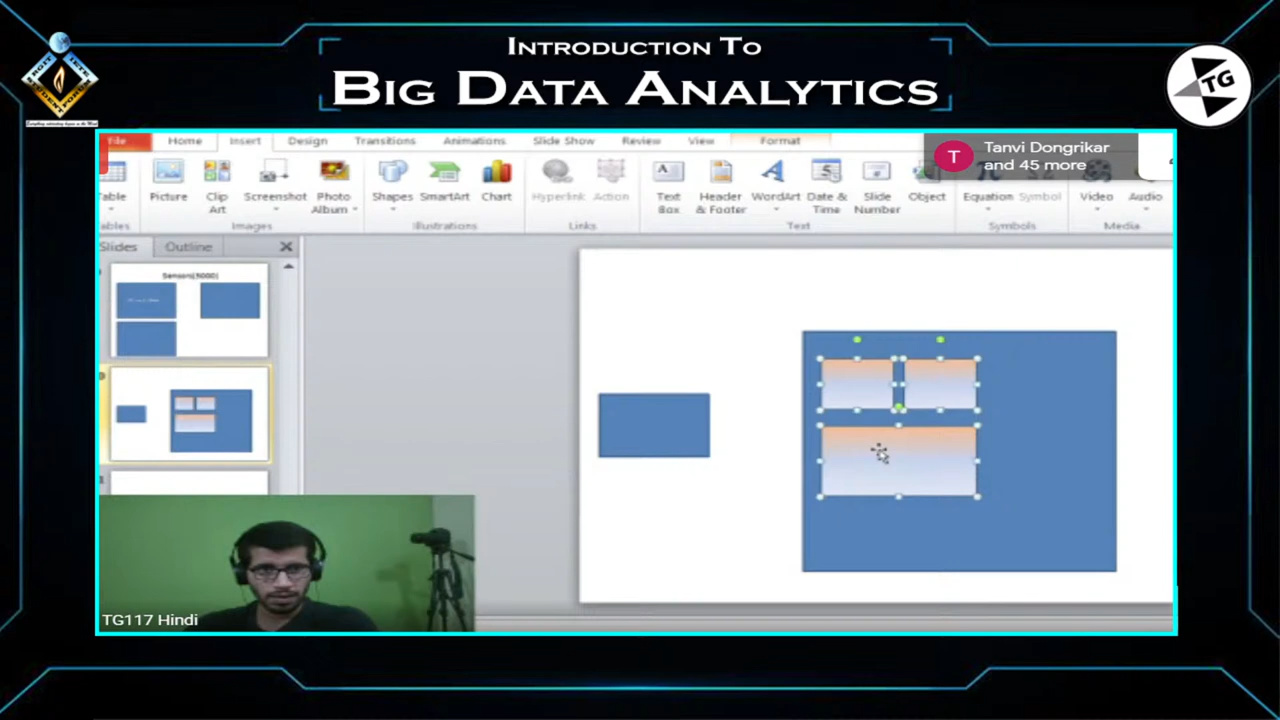 INTRODUCTION TO
BIG DATA ANALYTICS
TG
File Home Insert Design Transitions Animations Slide Show Review View Format
Tanvi Dongrikar
and 45 more
T
Table Picture Clip Art Screenshot Photo Album Shapes SmartArt Chart Hyperlink Action Text Box Header & Footer WordArt Date & Time Slide Number Object Equation Symbol Video Audio
Images Illustrations Links Text Symbols Media
Slides Outline
Sensors(5000)
TG117 Hindi